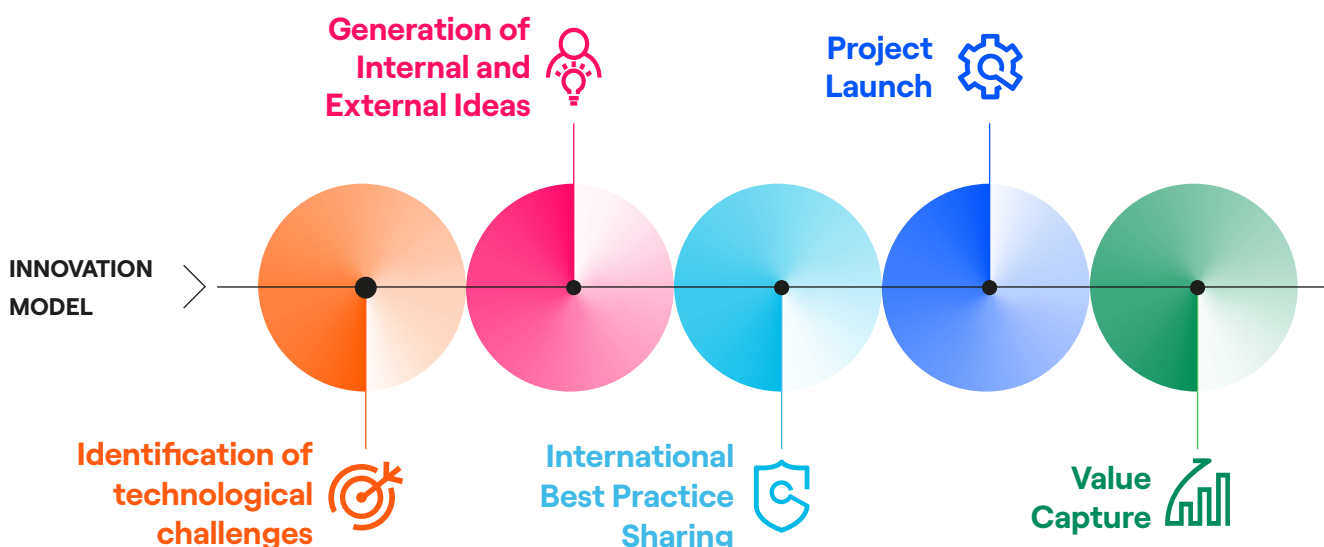 Generation of
Internal and
External Ideas
Project
Launch
INNOVATION
MODEL
Identification of
technological
challenges
International
Best Practice
Sharing
Value
Capture